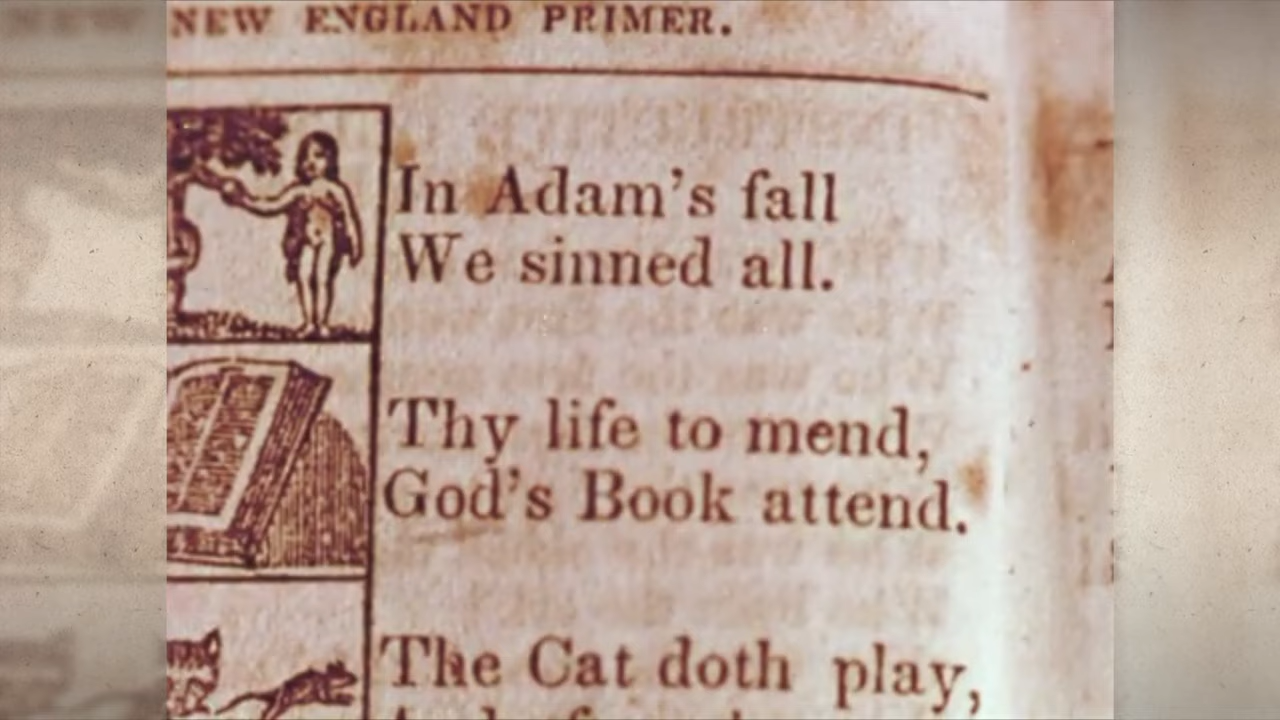 NEW ENGLAND PRIMER.
In Adam's fall
We sinned all.
Thy life to mend,
God's Book attend.
The Cat doth play,